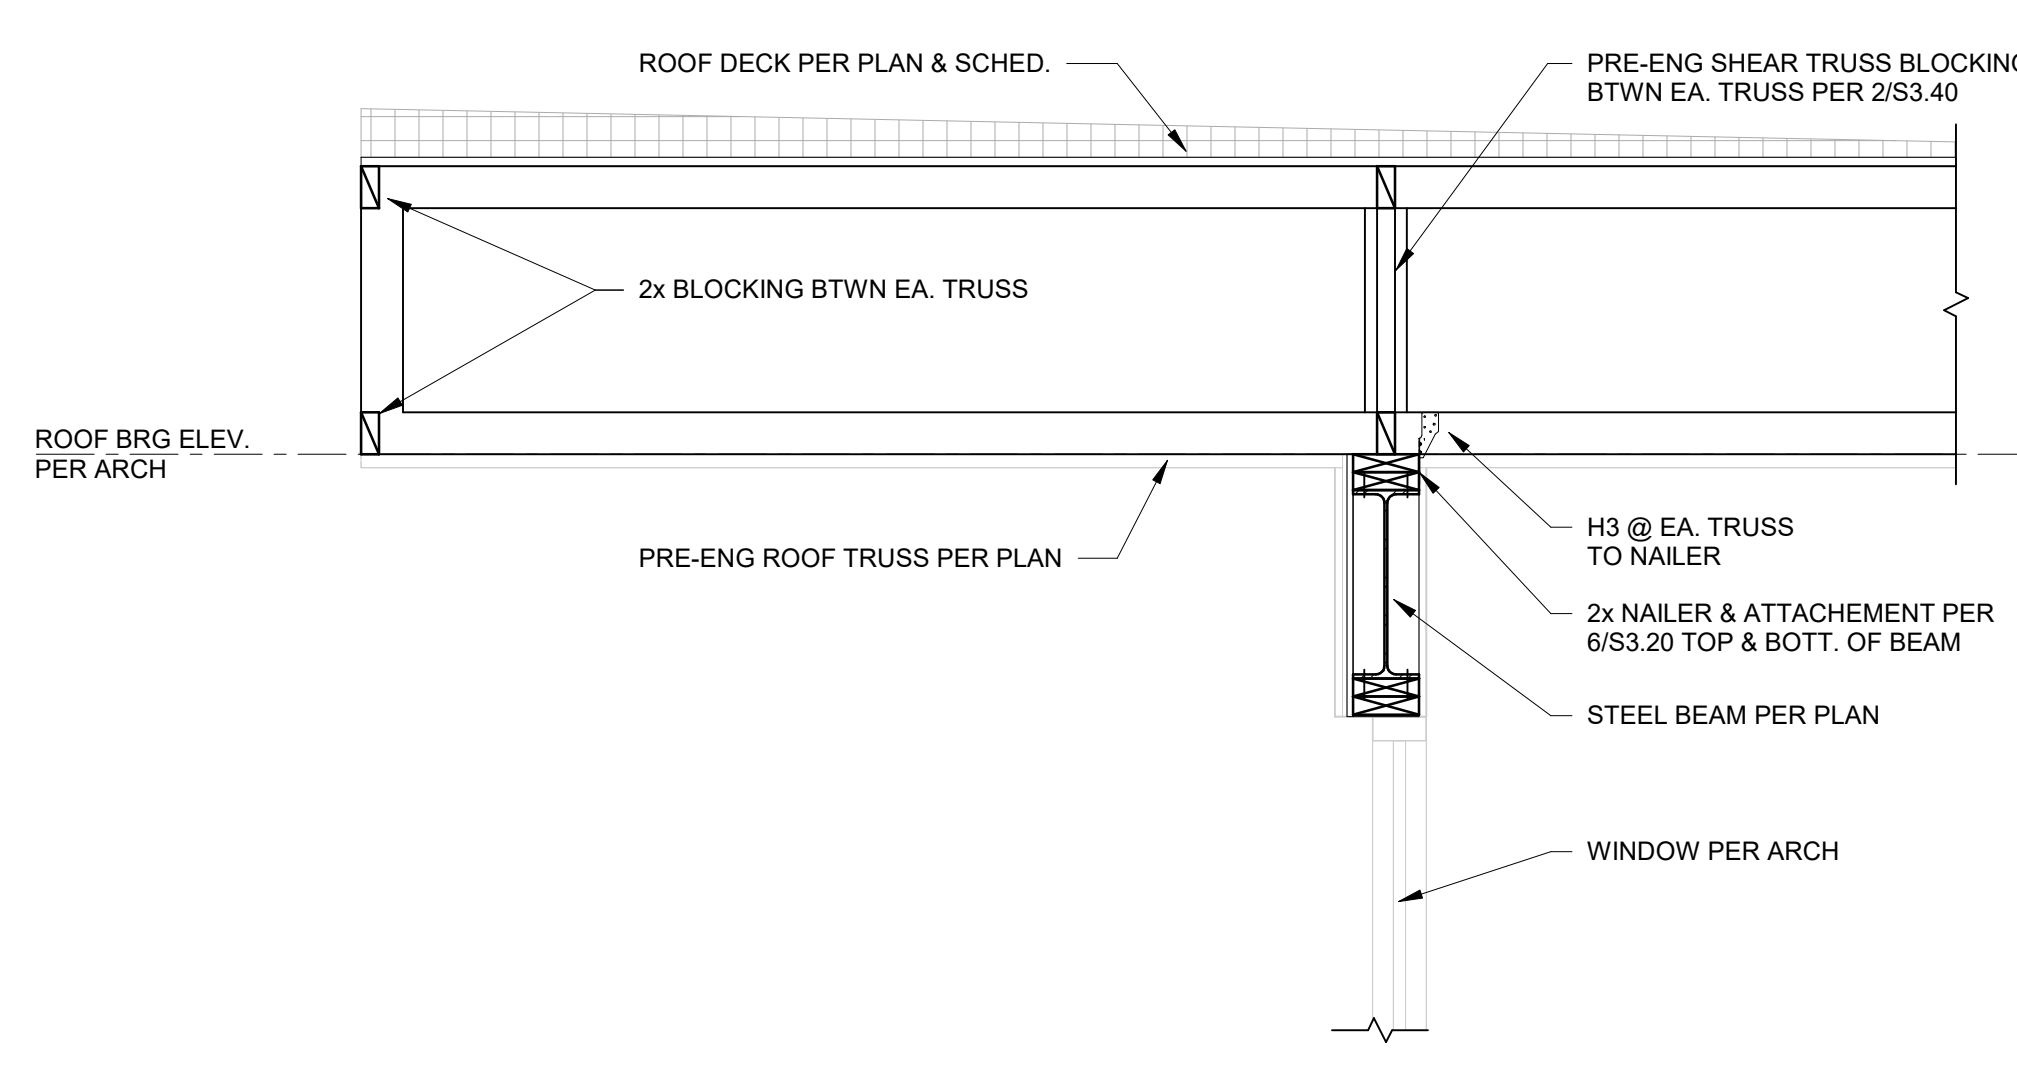 ROOF DECK PER PLAN & SCHED.
PRE-ENG SHEAR TRUSS BLOCKING
BTWN EA. TRUSS PER 2/S3.40
2x BLOCKING BTWN EA. TRUSS
ROOF BRG ELEV.
PER ARCH
PRE-ENG ROOF TRUSS PER PLAN
H3 @ EA. TRUSS
TO NAILER
2x NAILER & ATTACHEMENT PER
6/S3.20 TOP & BOTT. OF BEAM
STEEL BEAM PER PLAN
WINDOW PER ARCH